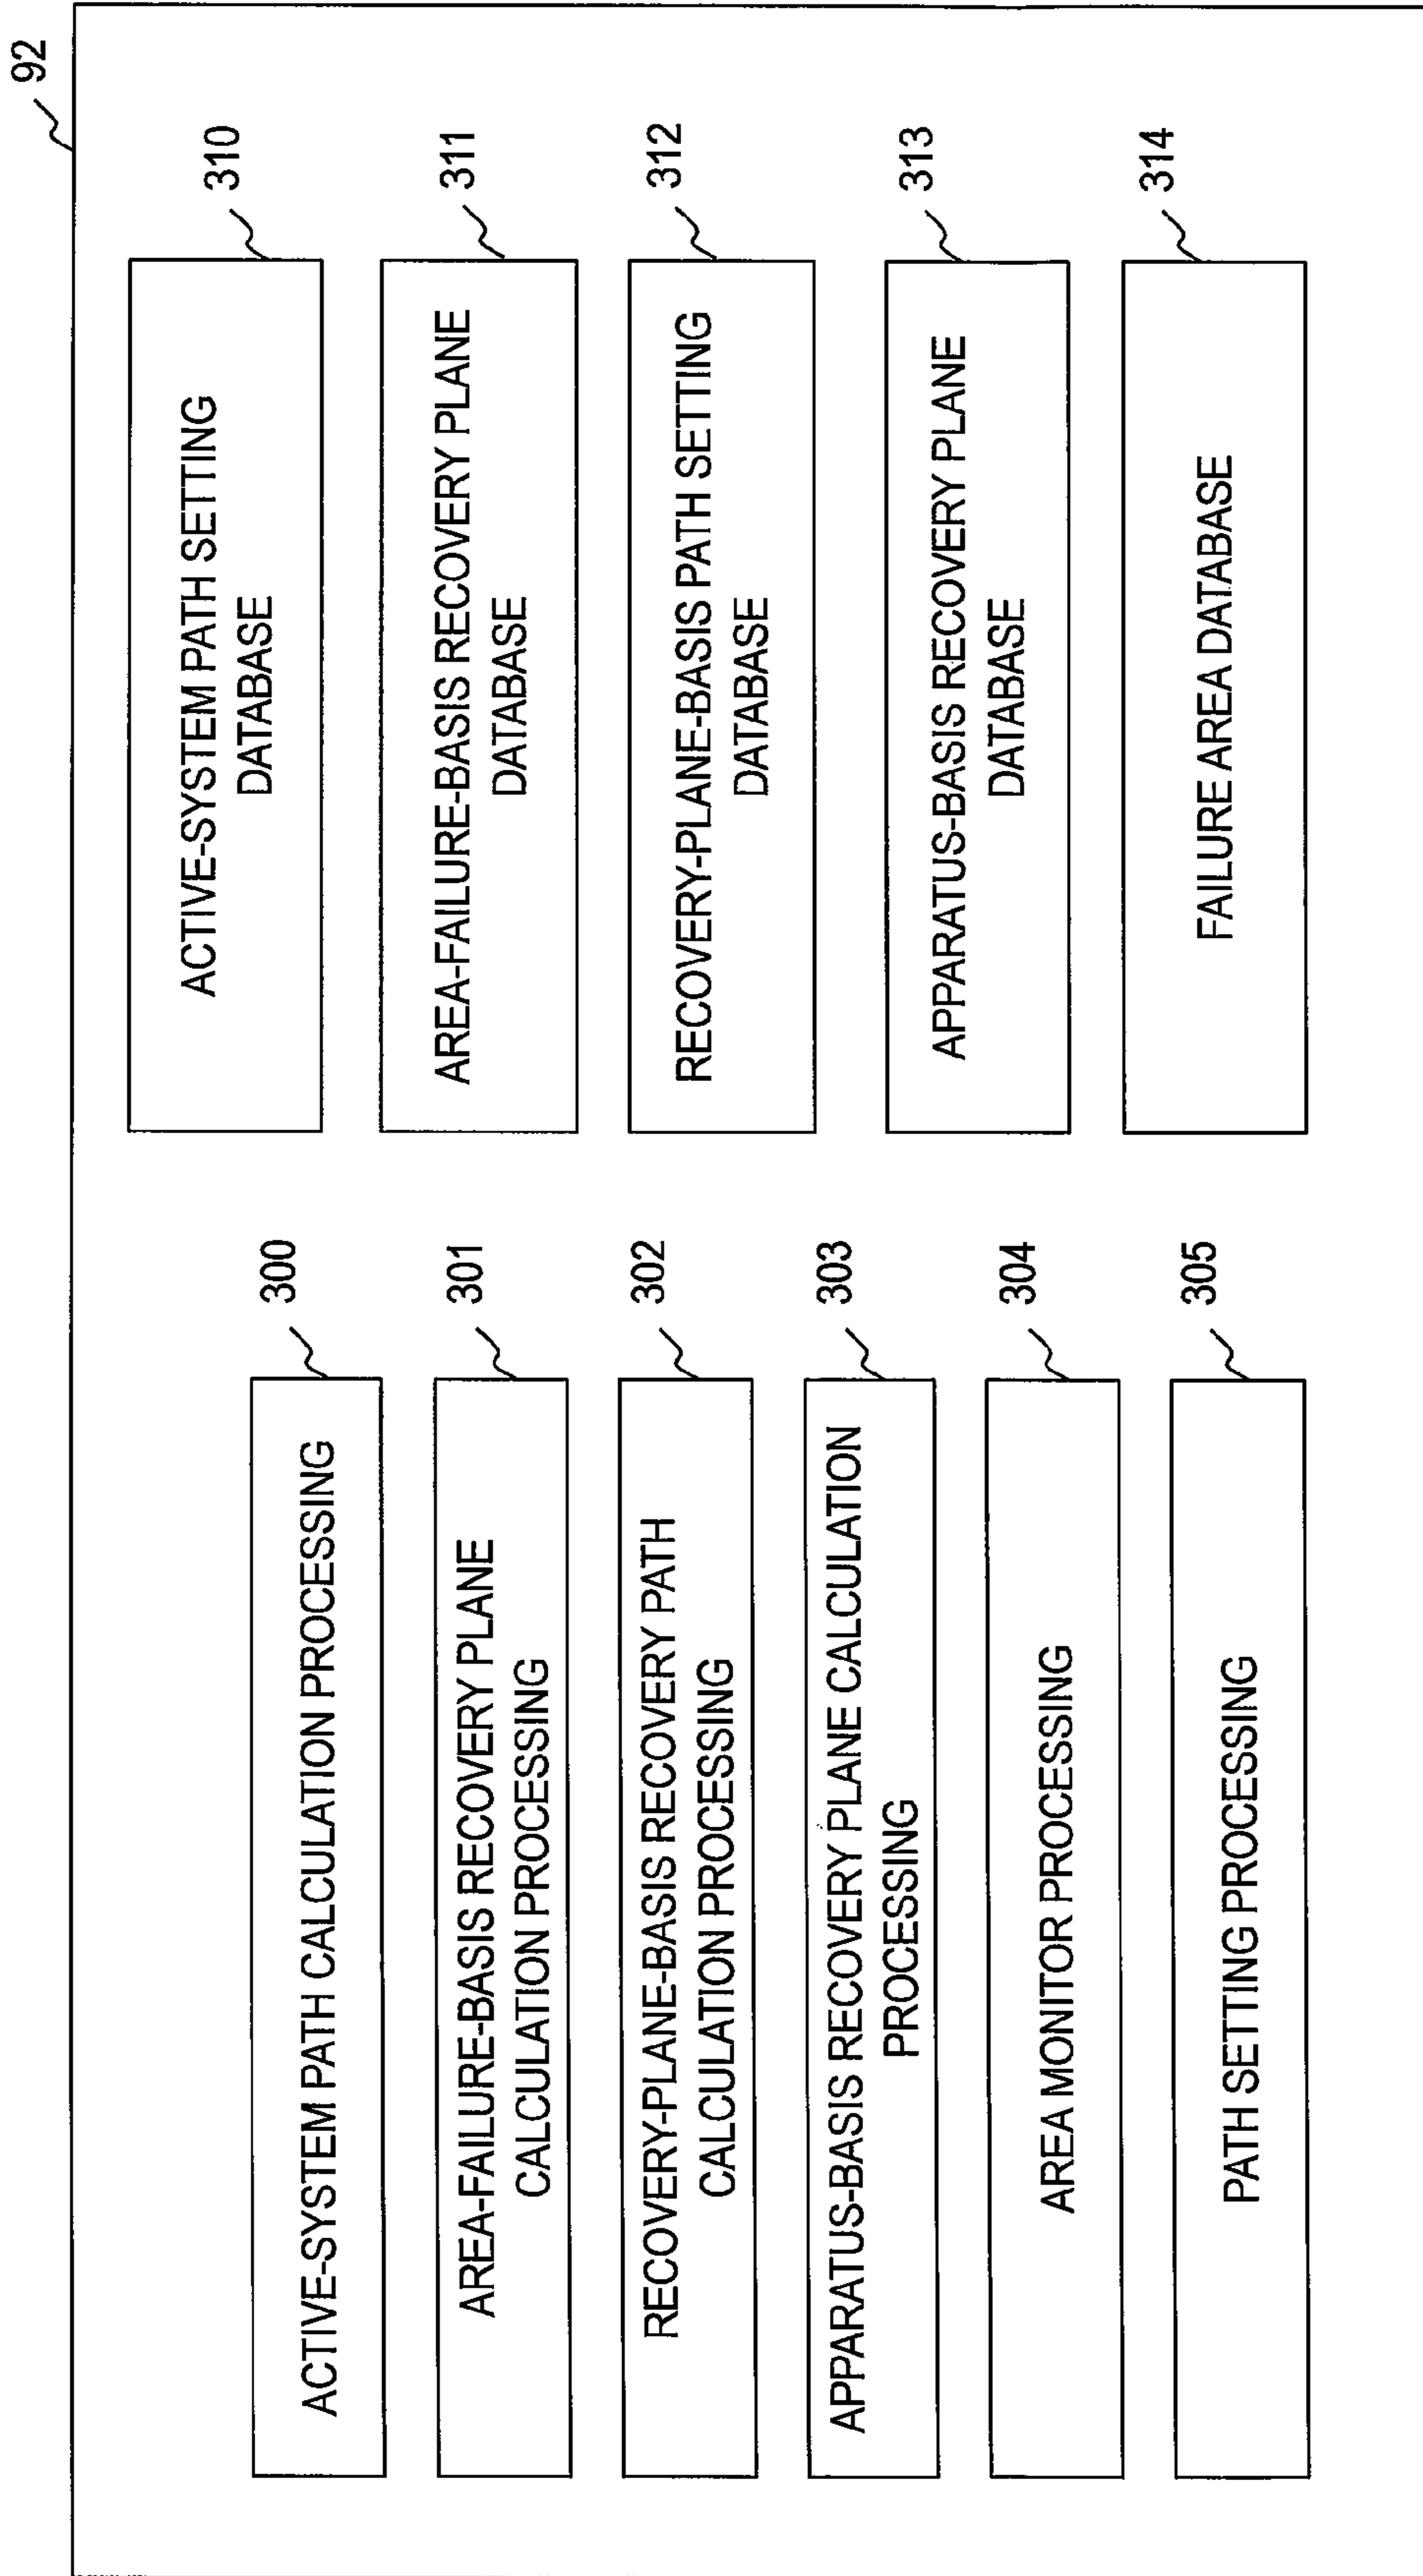 92
300
ACTIVE-SYSTEM PATH CALCULATION PROCESSING
301
AREA-FAILURE-BASIS RECOVERY PLANE
CALCULATION PROCESSING
302
RECOVERY-PLANE-BASIS RECOVERY PATH
CALCULATION PROCESSING
303
APPARATUS-BASIS RECOVERY PLANE CALCULATION
PROCESSING
304
AREA MONITOR PROCESSING
305
PATH SETTING PROCESSING
310
ACTIVE-SYSTEM PATH SETTING
DATABASE
311
AREA-FAILURE-BASIS RECOVERY PLANE
DATABASE
312
RECOVERY-PLANE-BASIS PATH SETTING
DATABASE
313
APPARATUS-BASIS RECOVERY PLANE
DATABASE
314
FAILURE AREA DATABASE